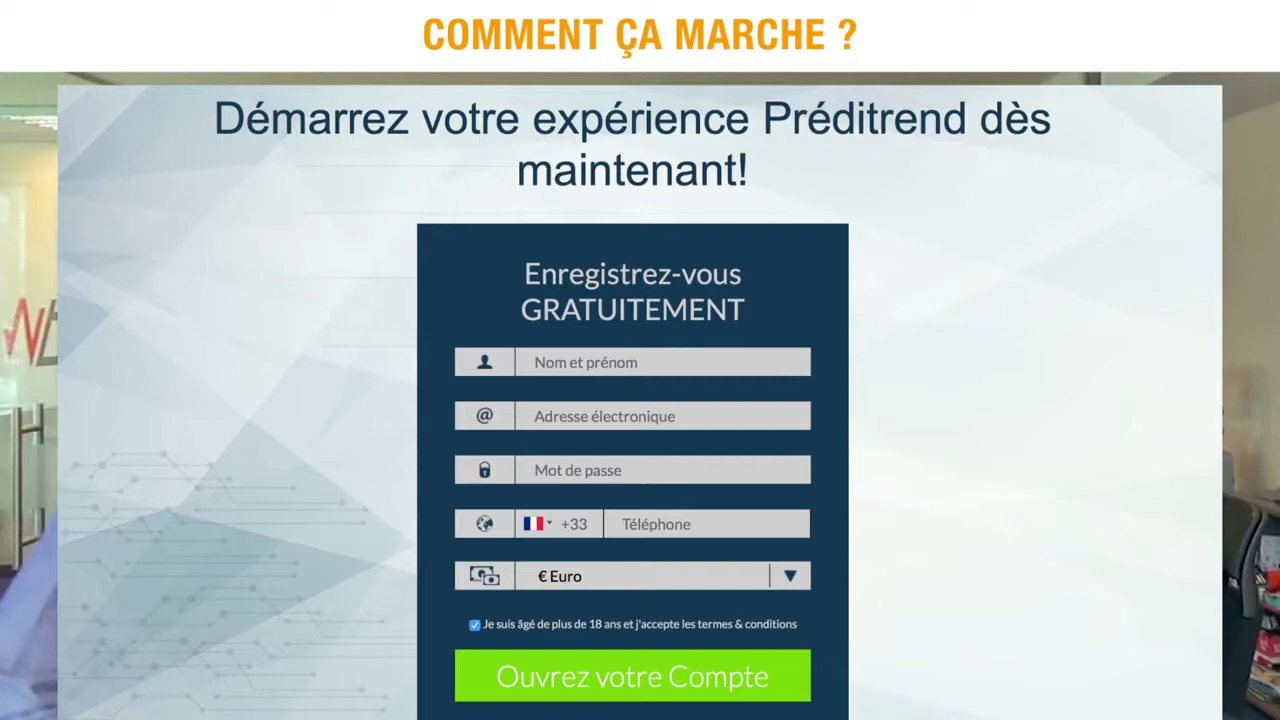 COMMENT ÇA MARCHE ?
Démarrez votre expérience Préditrend dès
maintenant!
Enregistrez-vous
GRATUITEMENT
Nom et prénom
@ Adresse électronique
Mot de passe
+33 Téléphone
€ Euro
Je suis âgé de plus de 18 ans et j'accepte les termes & conditions
Ouvrez votre Compte